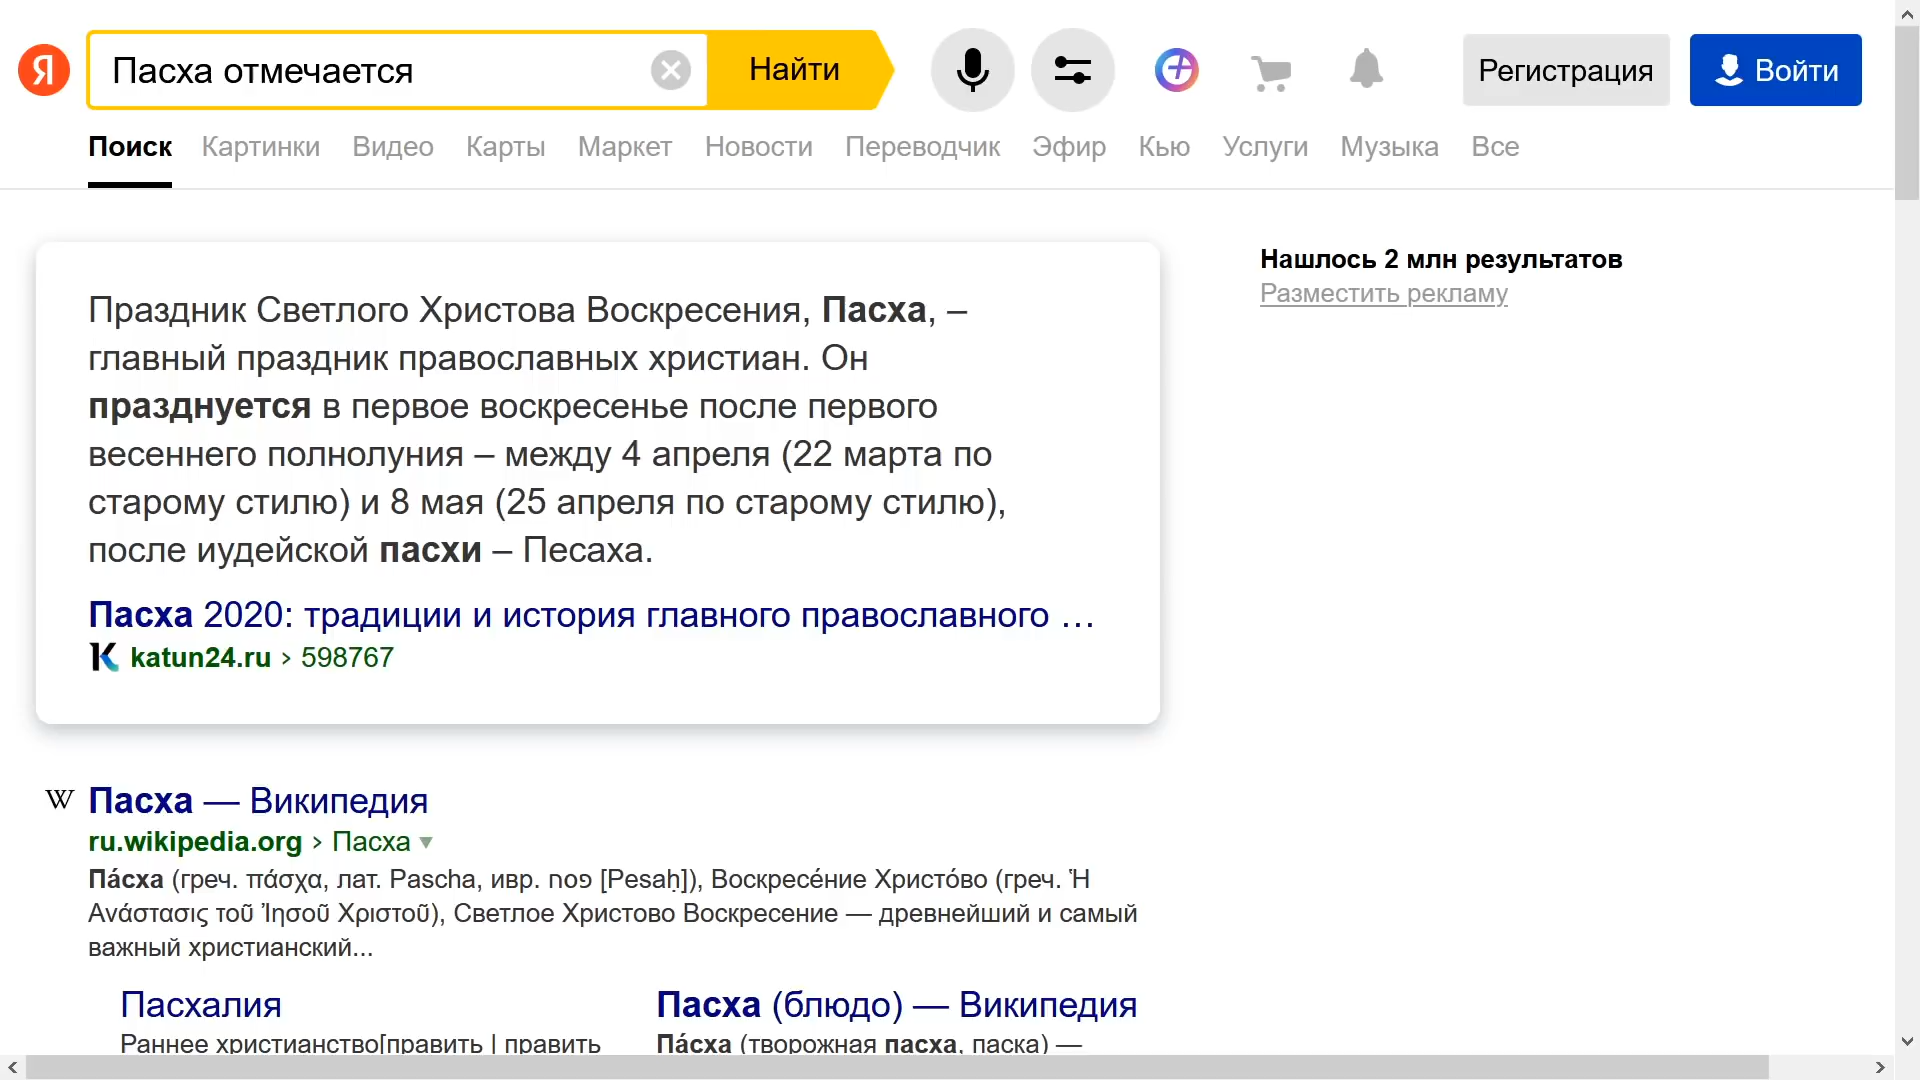 Я Пасха отмечается Найти Регистрация Войти
Поиск Картинки Видео Карты Маркет Новости Переводчик Эфир Кью Услуги Музыка Все
Праздник Светлого Христова Воскресения, Пасха, –
главный праздник православных христиан. Он
празднуется в первое воскресенье после первого
весеннего полнолуния – между 4 апреля (22 марта по
старому стилю) и 8 мая (25 апреля по старому стилю),
после иудейской пасхи – Песаха.
Пасха 2020: традиции и история главного православного ...
katun24.ru › 598767
Нашлось 2 млн результатов
Разместить рекламу
W Пасха — Википедия
ru.wikipedia.org › Пасха
Па́сха (греч. πάσχα, лат. Pascha, ивр. פסח [Pesaḥ]), Воскресе́ние Христо́во (греч. Ἡ
Ανάστασις τοῦ Ἰησοῦ Χριστοῦ), Светлое Христово Воскресение — древнейший и самый
важный христианский...
Пасхалия
Раннее христианство[править | править
Пасха (блюдо) — Википедия
Па́сха (творожная пасха, паска) —